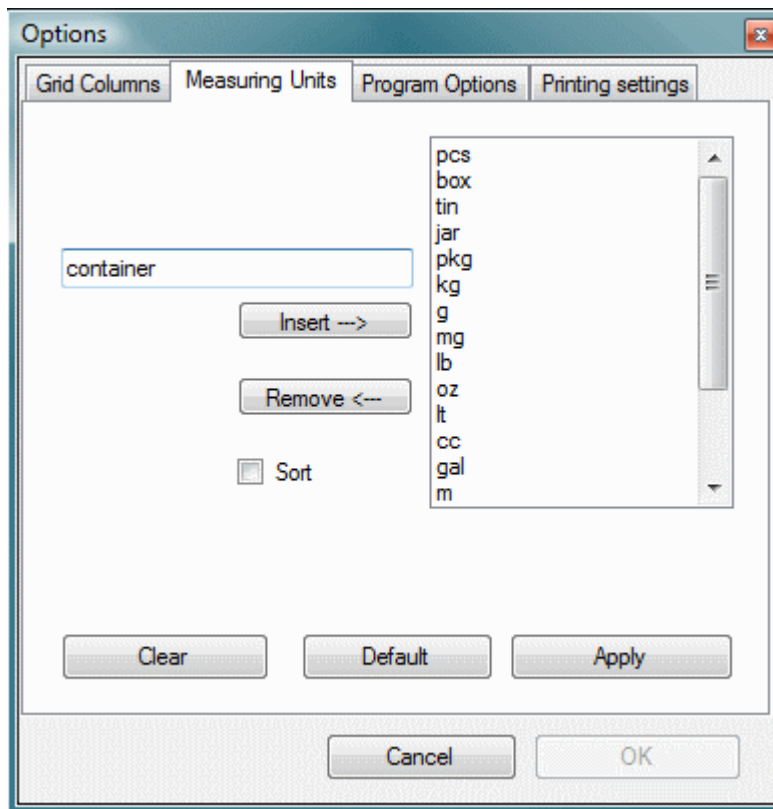 Options
Grid Columns
Measuring Units
Program Options
Printing settings
container
Insert --->
Remove <---
Sort
pcs
box
tin
jar
pkg
kg
g
mg
lb
oz
lt
cc
gal
m
Clear
Default
Apply
Cancel
OK